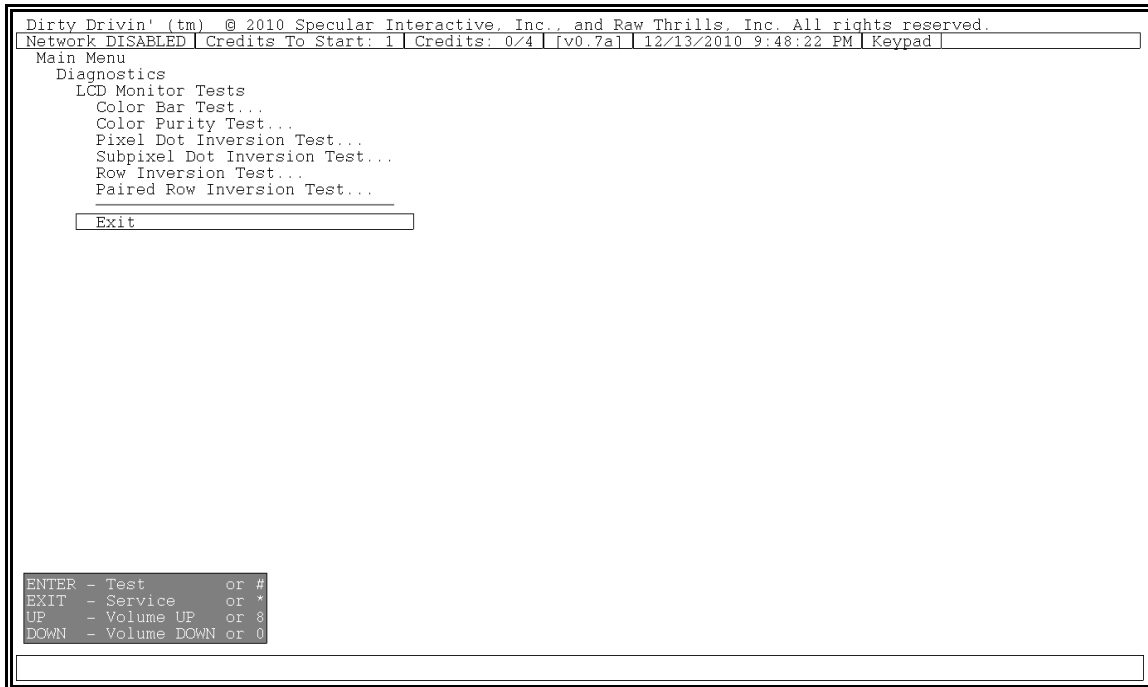 Dirty Drivin' (tm)  © 2010 Specular Interactive, Inc., and Raw Thrills, Inc. All rights reserved.
Network DISABLED | Credits To Start: 1 | Credits: 0/4 | [v0.7a] | 12/13/2010 9:48:22 PM | Keypad |
Main Menu
Diagnostics
LCD Monitor Tests
Color Bar Test...
Color Purity Test...
Pixel Dot Inversion Test...
Subpixel Dot Inversion Test...
Row Inversion Test...
Paired Row Inversion Test...
Exit
ENTER - Test or #
EXIT - Service or *
UP - Volume UP or 8
DOWN - Volume DOWN or 0